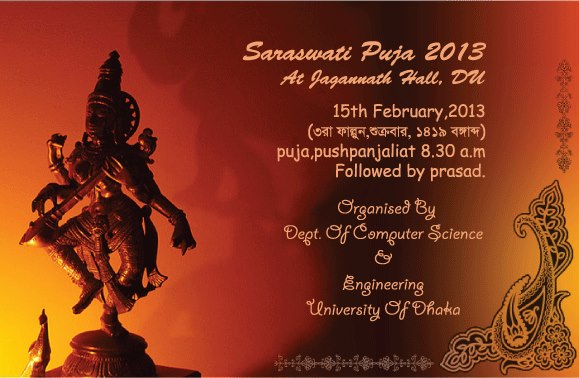 Saraswati Puja 2013
At Jagannath Hall, DU
15th February,2013
(৩রা ফাল্গুন,শুক্রবার, ১৪১৯ বঙ্গাব্দ)
puja,pushpanjaliat 8.30 a.m
Followed by prasad.
Organised By
Dept. Of Computer Science
&
Engineering
University Of Dhaka